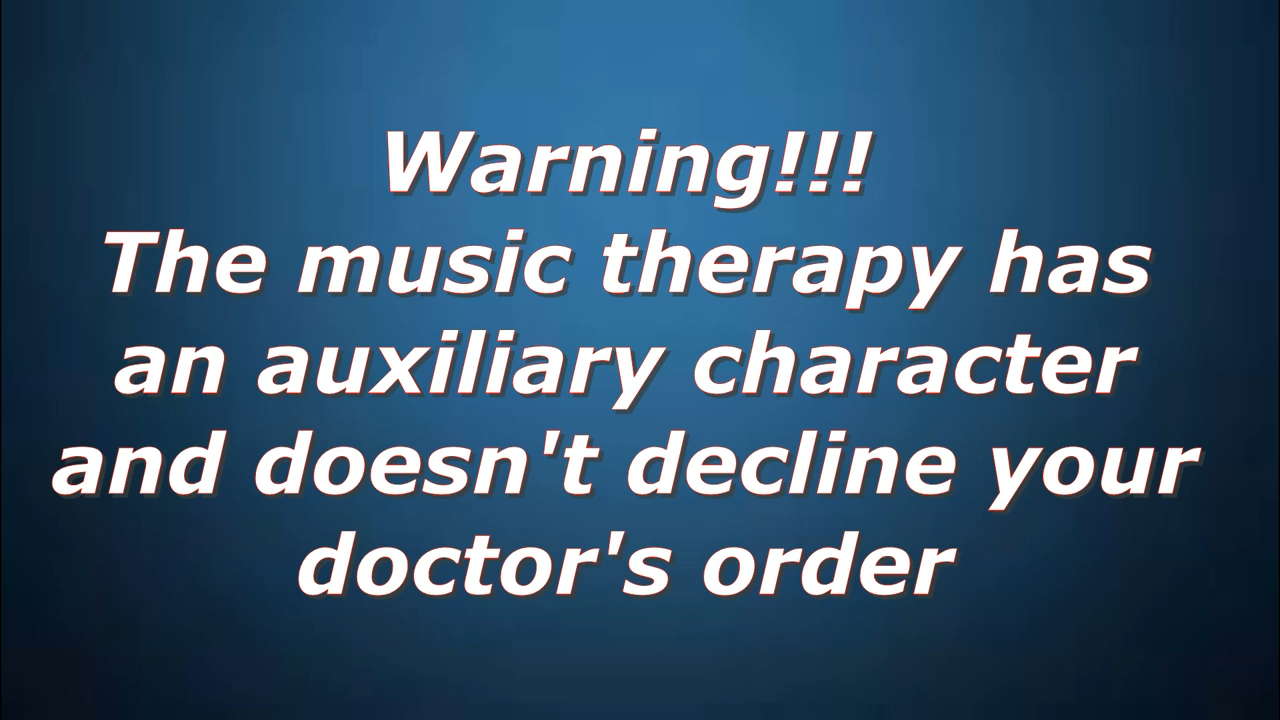 Warning!!!
The music therapy has
an auxiliary character
and doesn't decline your
doctor's order